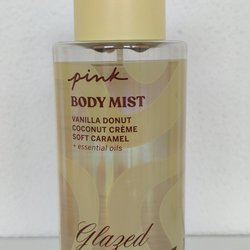 pink
BODY MIST
VANILLA DONUT
COCONUT CRÈME
SOFT CARAMEL
+ essential oils
Glazed